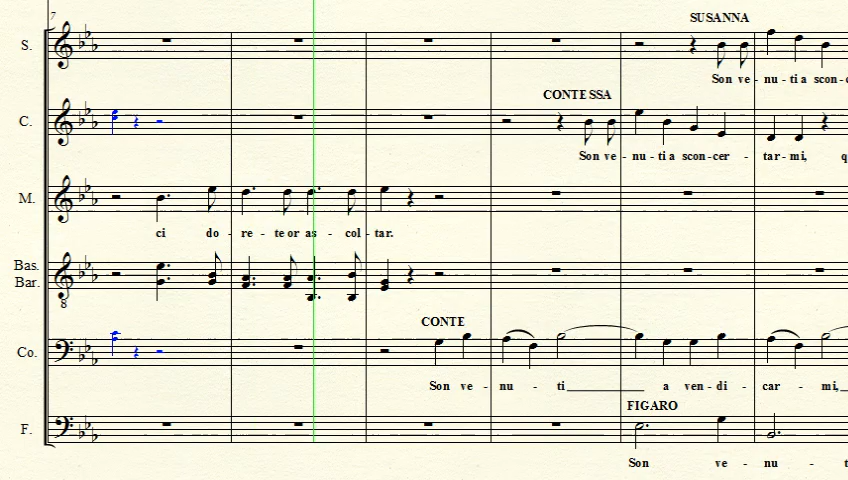 7
SUSANNA
S.
Son ve - nu - ti a scon - c
CONTESSA
C.
Son ve - nu - ti a scon - cer - tar - mi, q
M.
ci do - re - te or as - col - tar.
Bas.
Bar.
8
CONTE
Co.
Son ve - nu - ti a ven - di - car - mi,
FIGARO
F.
Son ve - nu - t